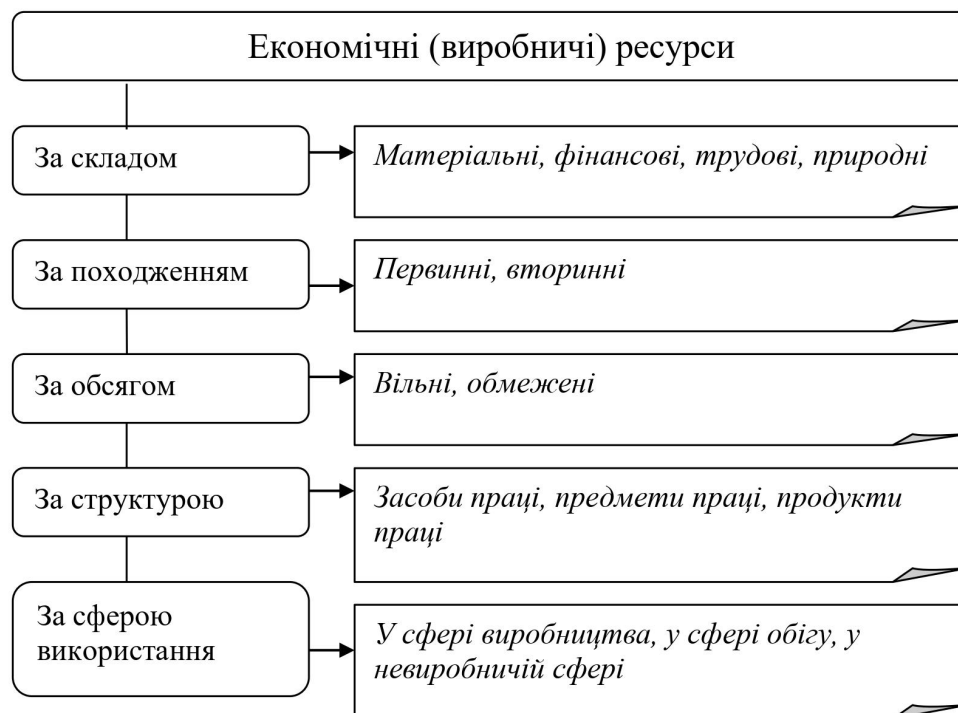 Економічні (виробничі) ресурси
За складом
Матеріальні, фінансові, трудові, природні
За походженням
Первинні, вторинні
За обсягом
Вільні, обмежені
За структурою
Засоби праці, предмети праці, продукти
праці
За сферою
використання
У сфері виробництва, у сфері обігу, у
невиробничій сфері